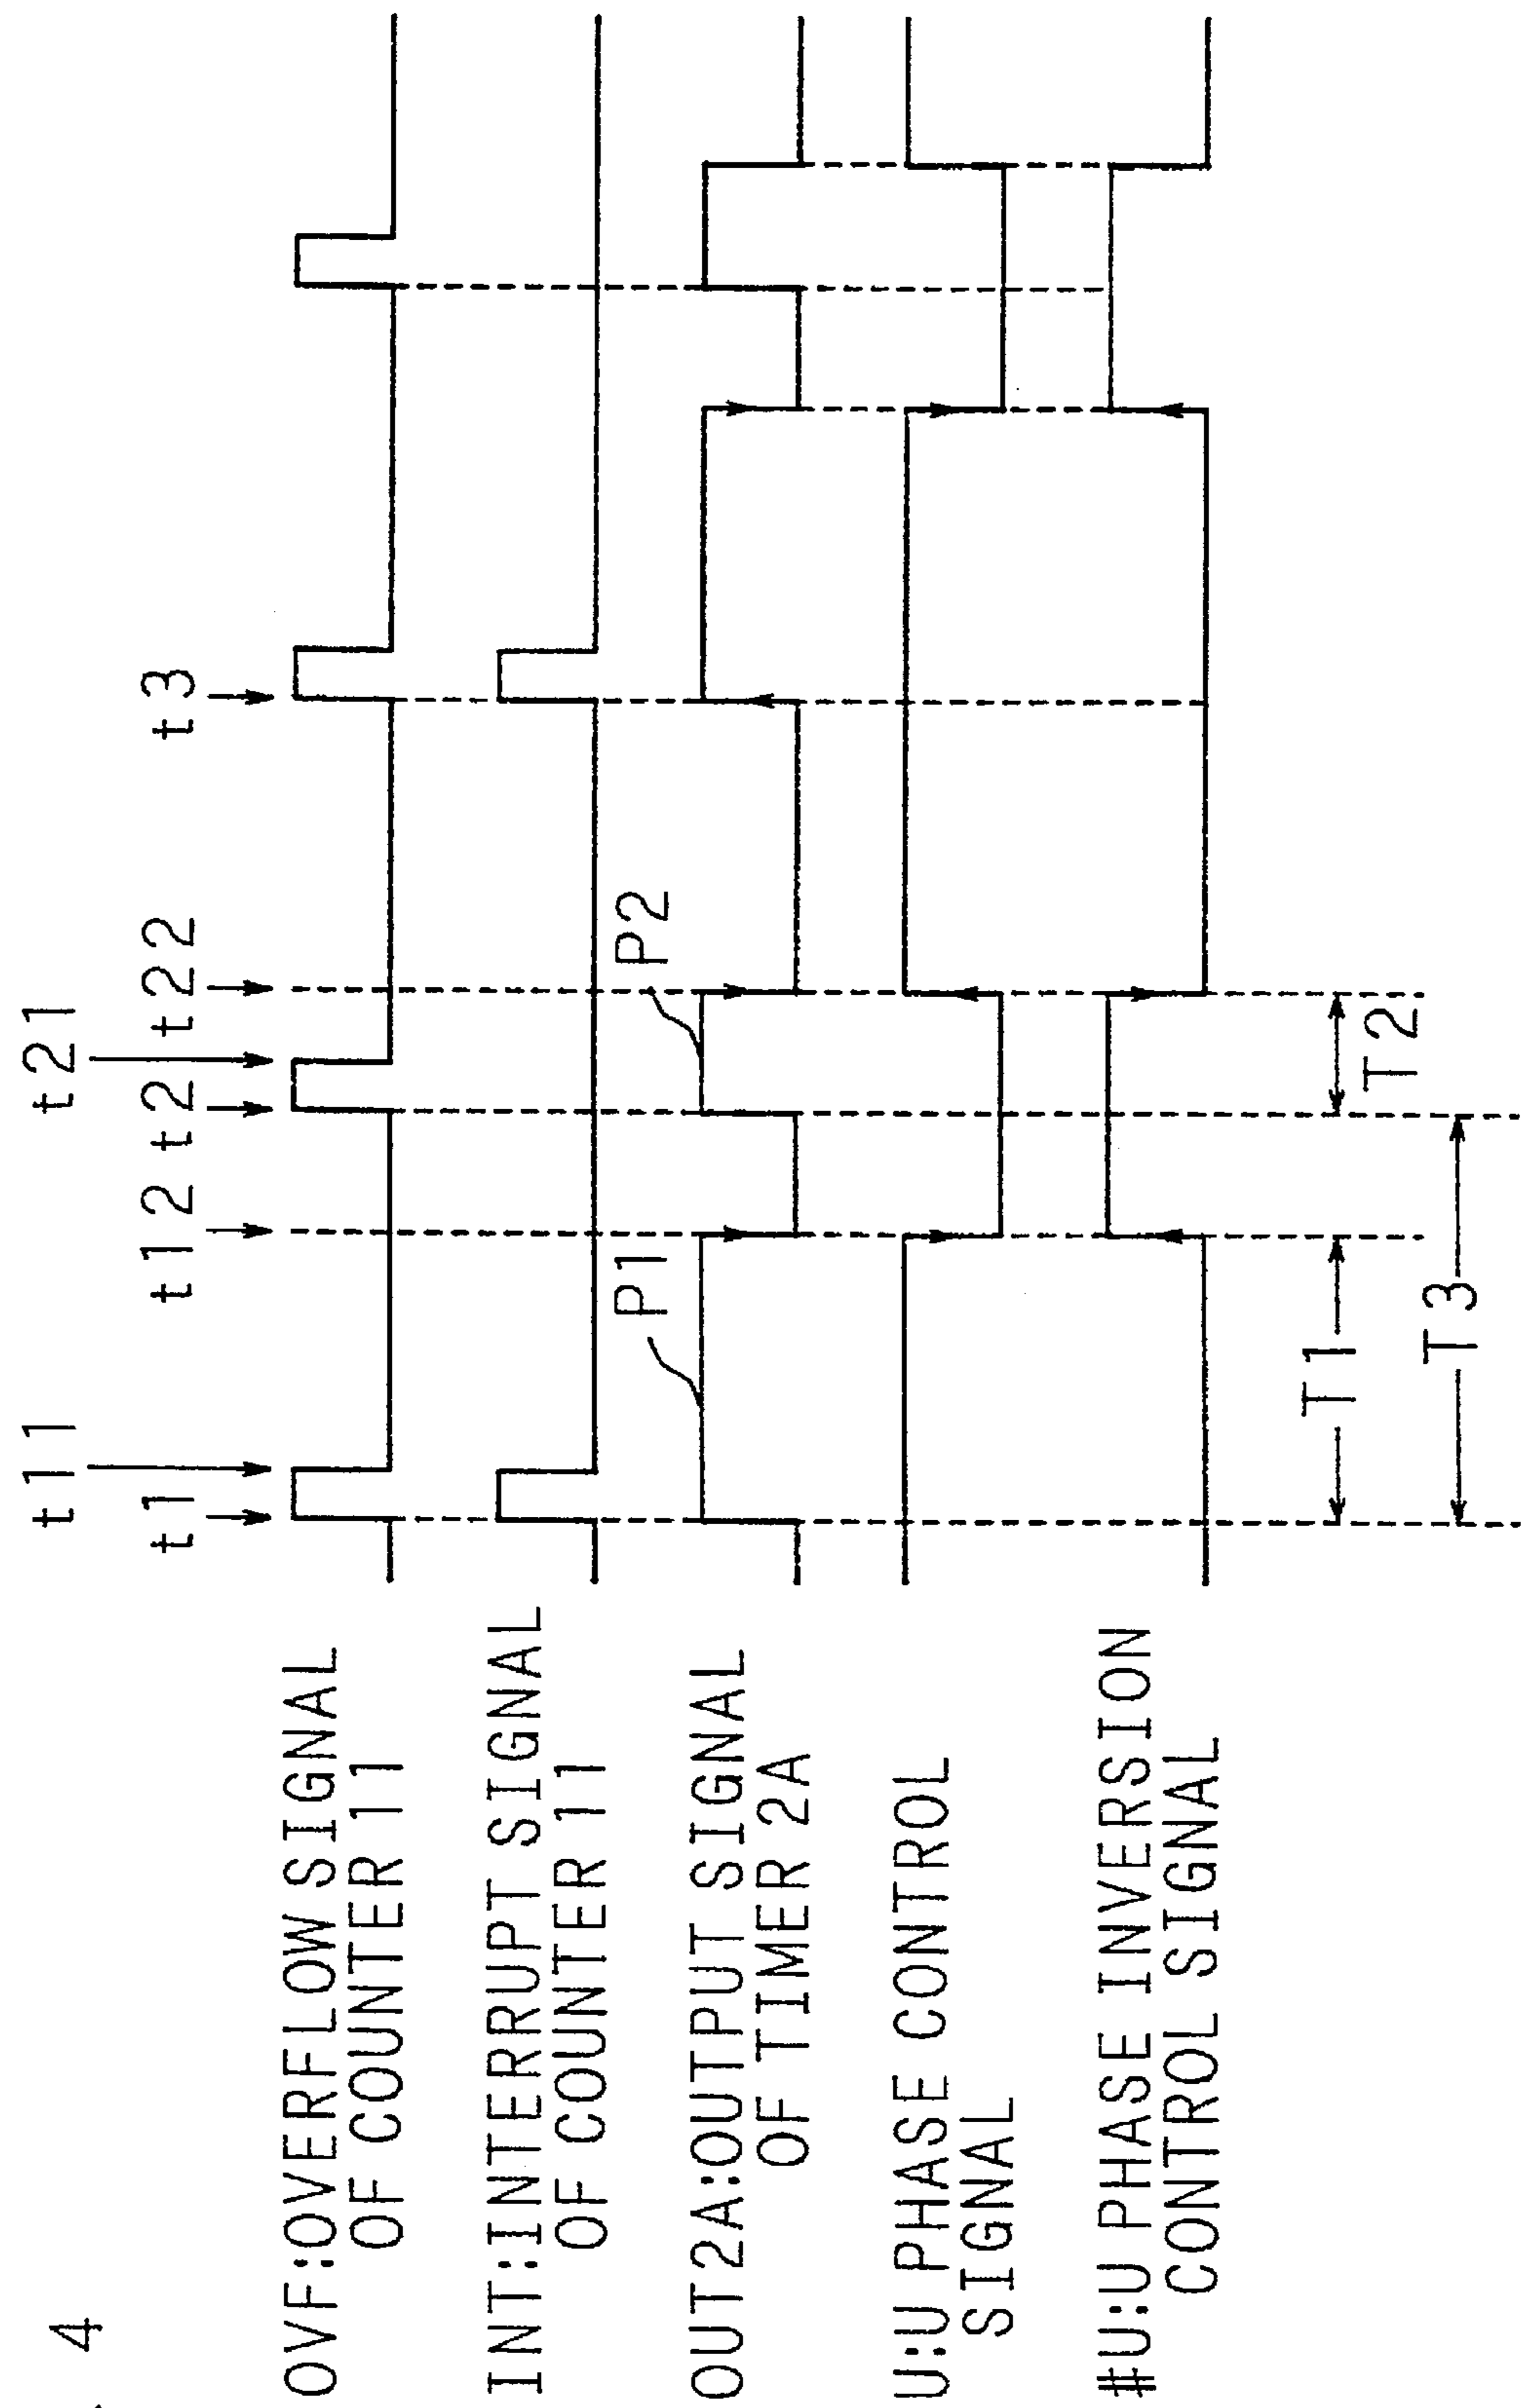 4
t11
t21
t1
t12
t2
t22
t3
OVF:OVERFLOW SIGNAL
OF COUNTER 11
INT:INTERRUPT SIGNAL
OF COUNTER 11
P1
P2
OUT2A:OUTPUT SIGNAL
OF TIMER 2A
U:U PHASE CONTROL
SIGNAL
#U:U PHASE INVERSION
CONTROL SIGNAL
T1
T2
T3